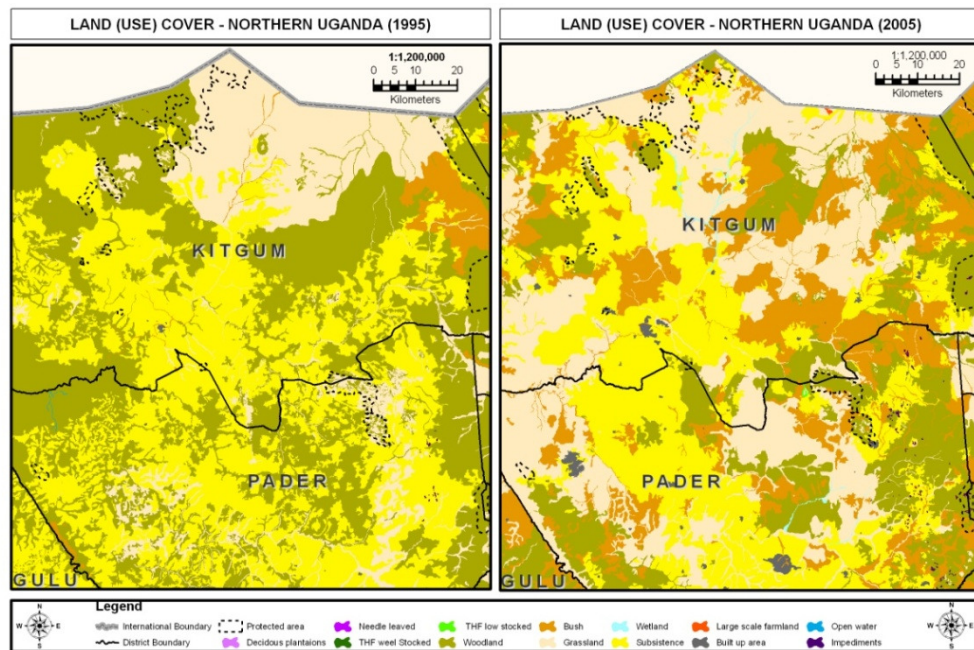 LAND (USE) COVER - NORTHERN UGANDA (1995)
LAND (USE) COVER - NORTHERN UGANDA (2005)
1:1,200,000
0 5 10 20
Kilometers
KITGUM
PADER
GULU
1:1,200,000
0 5 10 20
Kilometers
KITGUM
PADER
GULU
Legend
N
W E
S
International Boundary
Protected area
Needle leaved
THF low stocked
Bush
Wetland
Large scale farmland
Open water
District Boundary
Decidous plantaions
THF weel Stocked
Woodland
Grassland
Subsistence
Built up area
Impediments
N
W E
S